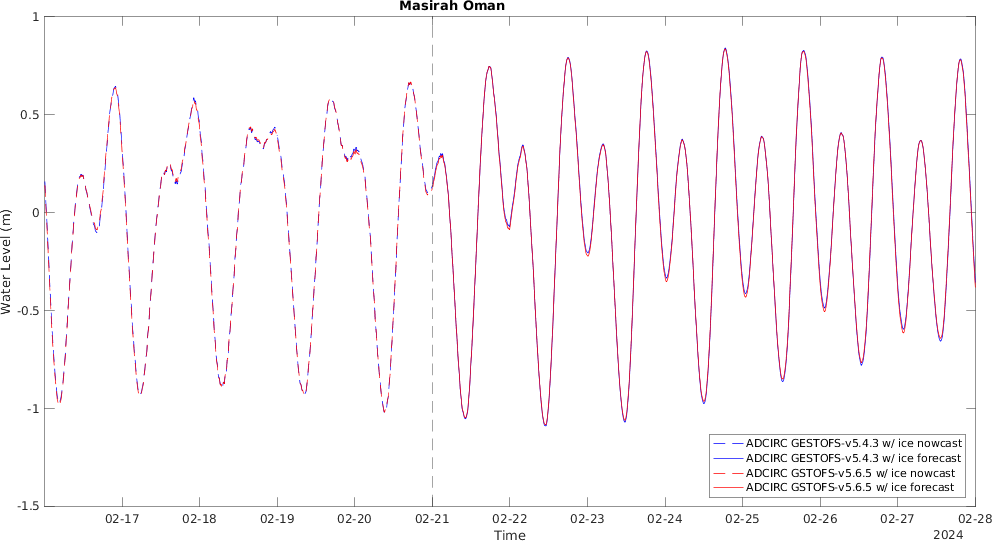 Masirah Oman
1
0.5
0
-0.5
-1
-1.5
Water Level (m)
ADCIRC GESTOFS-v5.4.3 w/ ice nowcast
ADCIRC GESTOFS-v5.4.3 w/ ice forecast
ADCIRC GSTOFS-v5.6.5 w/ ice nowcast
ADCIRC GSTOFS-v5.6.5 w/ ice forecast
02-17 02-18 02-19 02-20 02-21 02-22 02-23 02-24 02-25 02-26 02-27 02-28
Time
2024